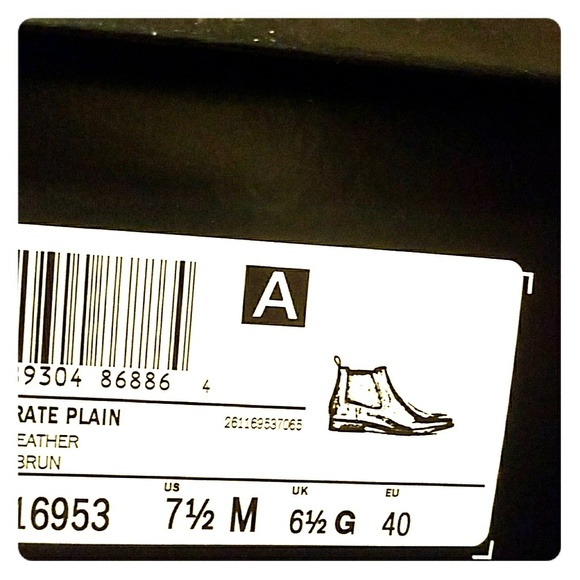 A
9304 86886 4
RATE PLAIN 261169537065
EATHER
BRUN
US UK EU
16953 7½ M 6½ G 40